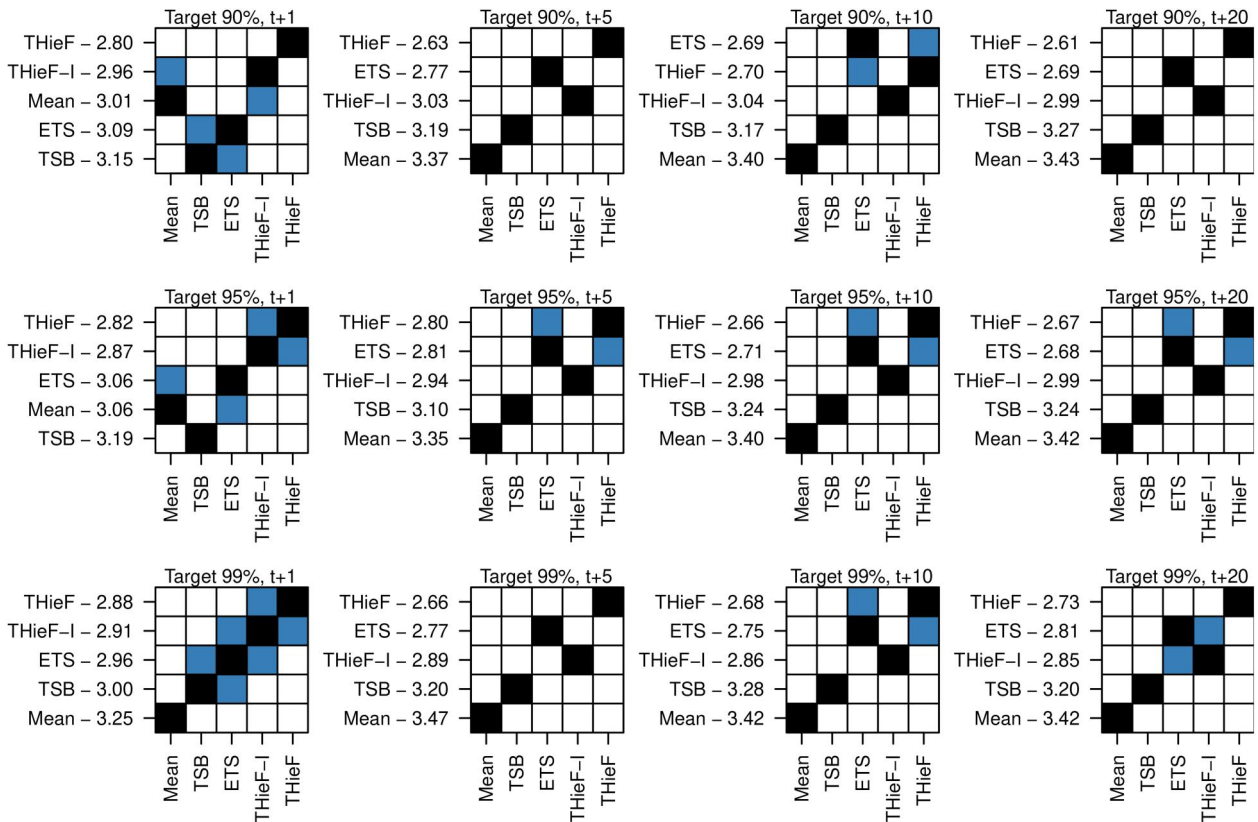 Target 90%, t+1
THieF − 2.80
THieF−I − 2.96
Mean − 3.01
ETS − 3.09
TSB − 3.15
Mean
TSB
ETS
THieF−I
THieF
Target 90%, t+5
THieF − 2.63
ETS − 2.77
THieF−I − 3.03
TSB − 3.19
Mean − 3.37
Mean
TSB
ETS
THieF−I
THieF
Target 90%, t+10
ETS − 2.69
THieF − 2.70
THieF−I − 3.04
TSB − 3.17
Mean − 3.40
Mean
TSB
ETS
THieF−I
THieF
Target 90%, t+20
THieF − 2.61
ETS − 2.69
THieF−I − 2.99
TSB − 3.27
Mean − 3.43
Mean
TSB
ETS
THieF−I
THieF
Target 95%, t+1
THieF − 2.82
THieF−I − 2.87
ETS − 3.06
Mean − 3.06
TSB − 3.19
Mean
TSB
ETS
THieF−I
THieF
Target 95%, t+5
THieF − 2.80
ETS − 2.81
THieF−I − 2.94
TSB − 3.10
Mean − 3.35
Mean
TSB
ETS
THieF−I
THieF
Target 95%, t+10
THieF − 2.66
ETS − 2.71
THieF−I − 2.98
TSB − 3.24
Mean − 3.40
Mean
TSB
ETS
THieF−I
THieF
Target 95%, t+20
THieF − 2.67
ETS − 2.68
THieF−I − 2.99
TSB − 3.24
Mean − 3.42
Mean
TSB
ETS
THieF−I
THieF
Target 99%, t+1
THieF − 2.88
THieF−I − 2.91
ETS − 2.96
TSB − 3.00
Mean − 3.25
Mean
TSB
ETS
THieF−I
THieF
Target 99%, t+5
THieF − 2.66
ETS − 2.77
THieF−I − 2.89
TSB − 3.20
Mean − 3.47
Mean
TSB
ETS
THieF−I
THieF
Target 99%, t+10
THieF − 2.68
ETS − 2.75
THieF−I − 2.86
TSB − 3.28
Mean − 3.42
Mean
TSB
ETS
THieF−I
THieF
Target 99%, t+20
THieF − 2.73
ETS − 2.81
THieF−I − 2.85
TSB − 3.20
Mean − 3.42
Mean
TSB
ETS
THieF−I
THieF